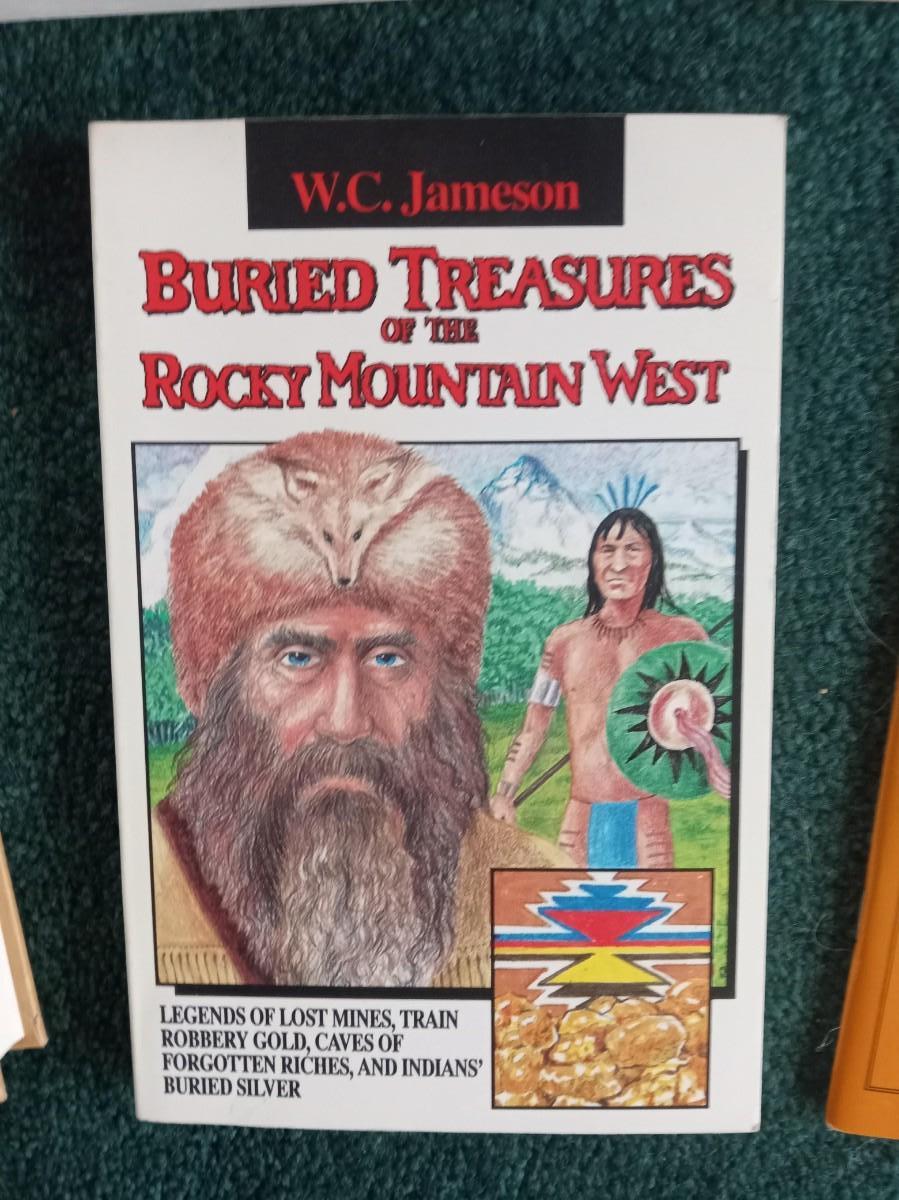 W.C. Jameson
BURIED TREASURES
OF THE
ROCKY MOUNTAIN WEST
LEGENDS OF LOST MINES, TRAIN
ROBBERY GOLD, CAVES OF
FORGOTTEN RICHES, AND INDIANS'
BURIED SILVER